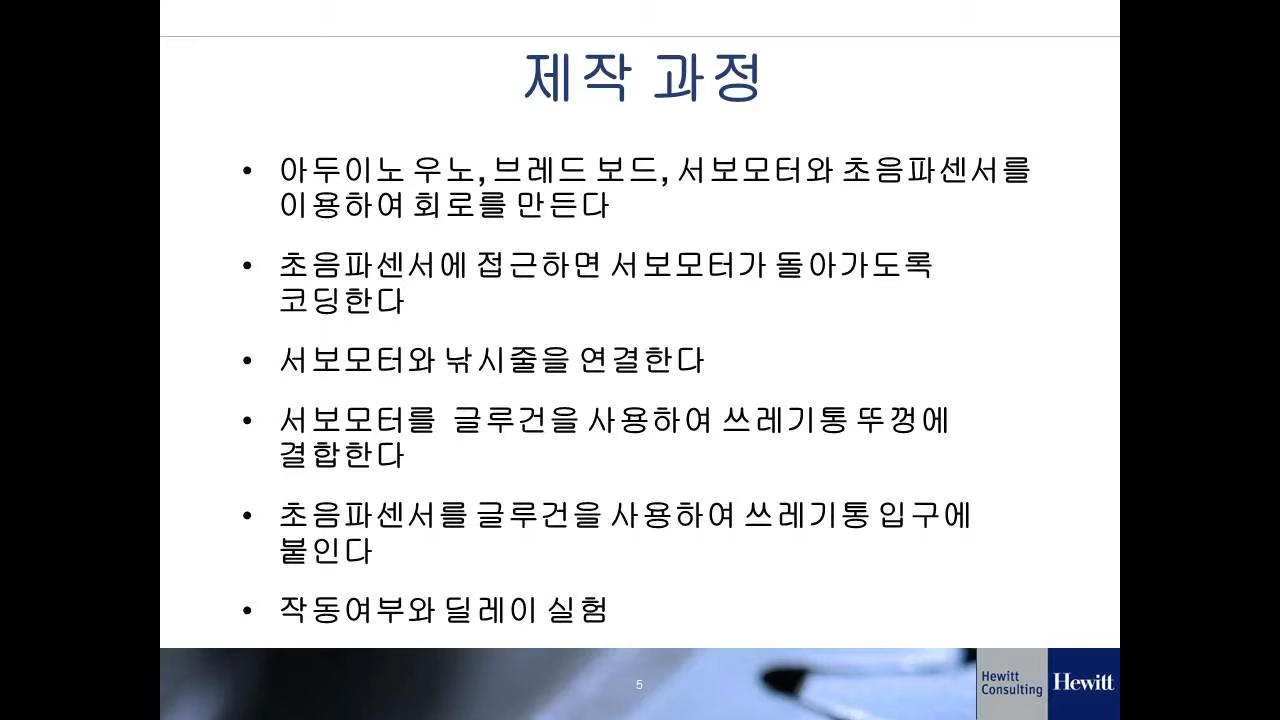 제작 과정
• 아두이노 우노, 브레드 보드, 서보모터와 초음파센서를
이용하여 회로를 만든다
• 초음파센서에 접근하면 서보모터가 돌아가도록
코딩한다
• 서보모터와 낚시줄을 연결한다
• 서보모터를 글루건을 사용하여 쓰레기통 뚜껑에
결합한다
• 초음파센서를 글루건을 사용하여 쓰레기통 입구에
붙인다
• 작동여부와 딜레이 실험
5
Hewitt
Consulting
Hewitt